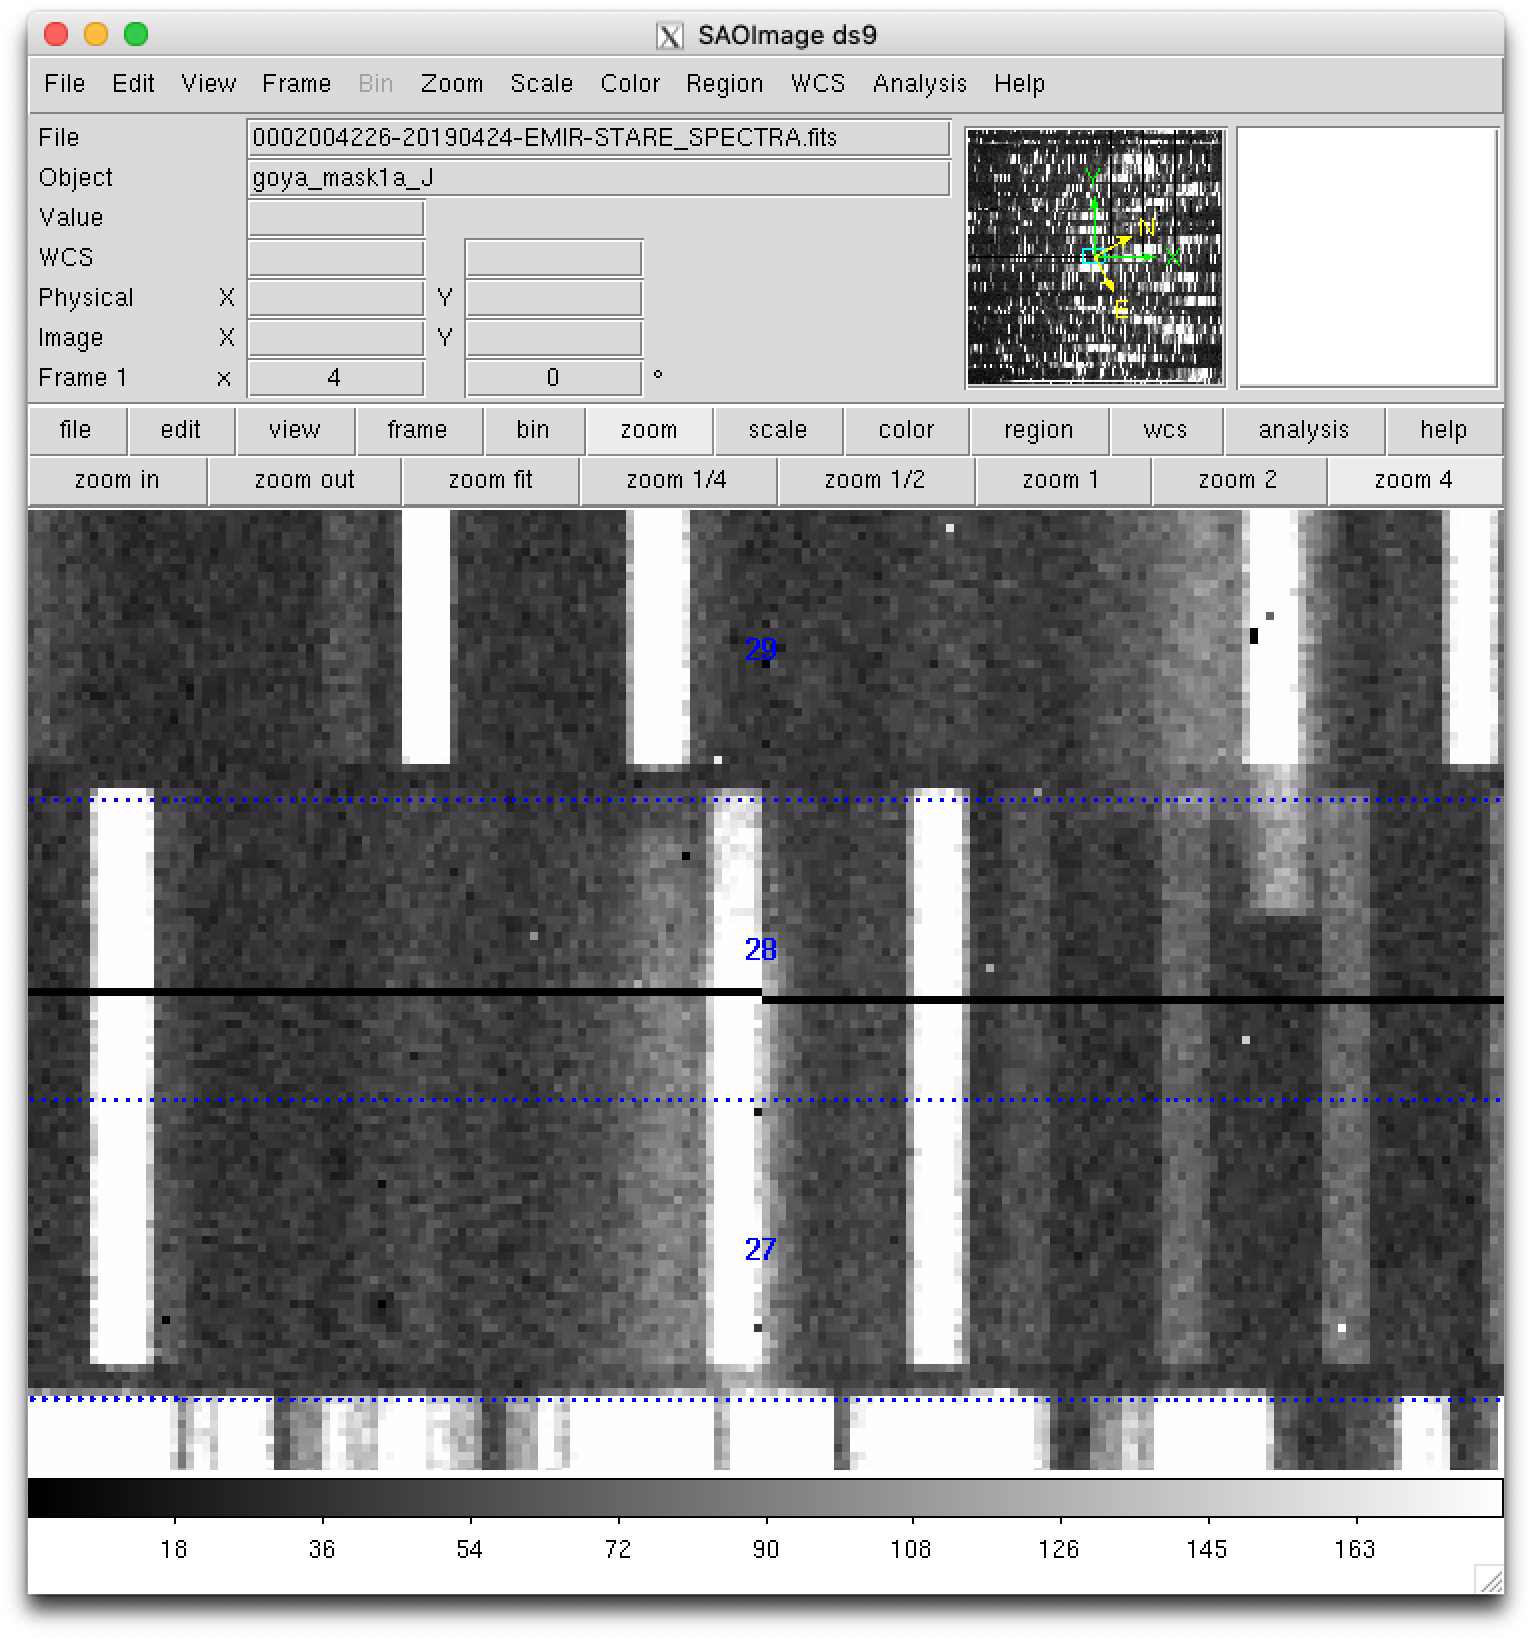 SAOImage ds9
File Edit View Frame Bin Zoom Scale Color Region WCS Analysis Help
File 0002004226-20190424-EMIR-STARE_SPECTRA.fits
Object goya_mask1a_J
Value
WCS
Physical X Y
Image X Y
Frame 1 x 4 0 °
Y
N
X
E
file edit view frame bin zoom scale color region wcs analysis help
zoom in zoom out zoom fit zoom 1/4 zoom 1/2 zoom 1 zoom 2 zoom 4
29
28
27
18 36 54 72 90 108 126 145 163